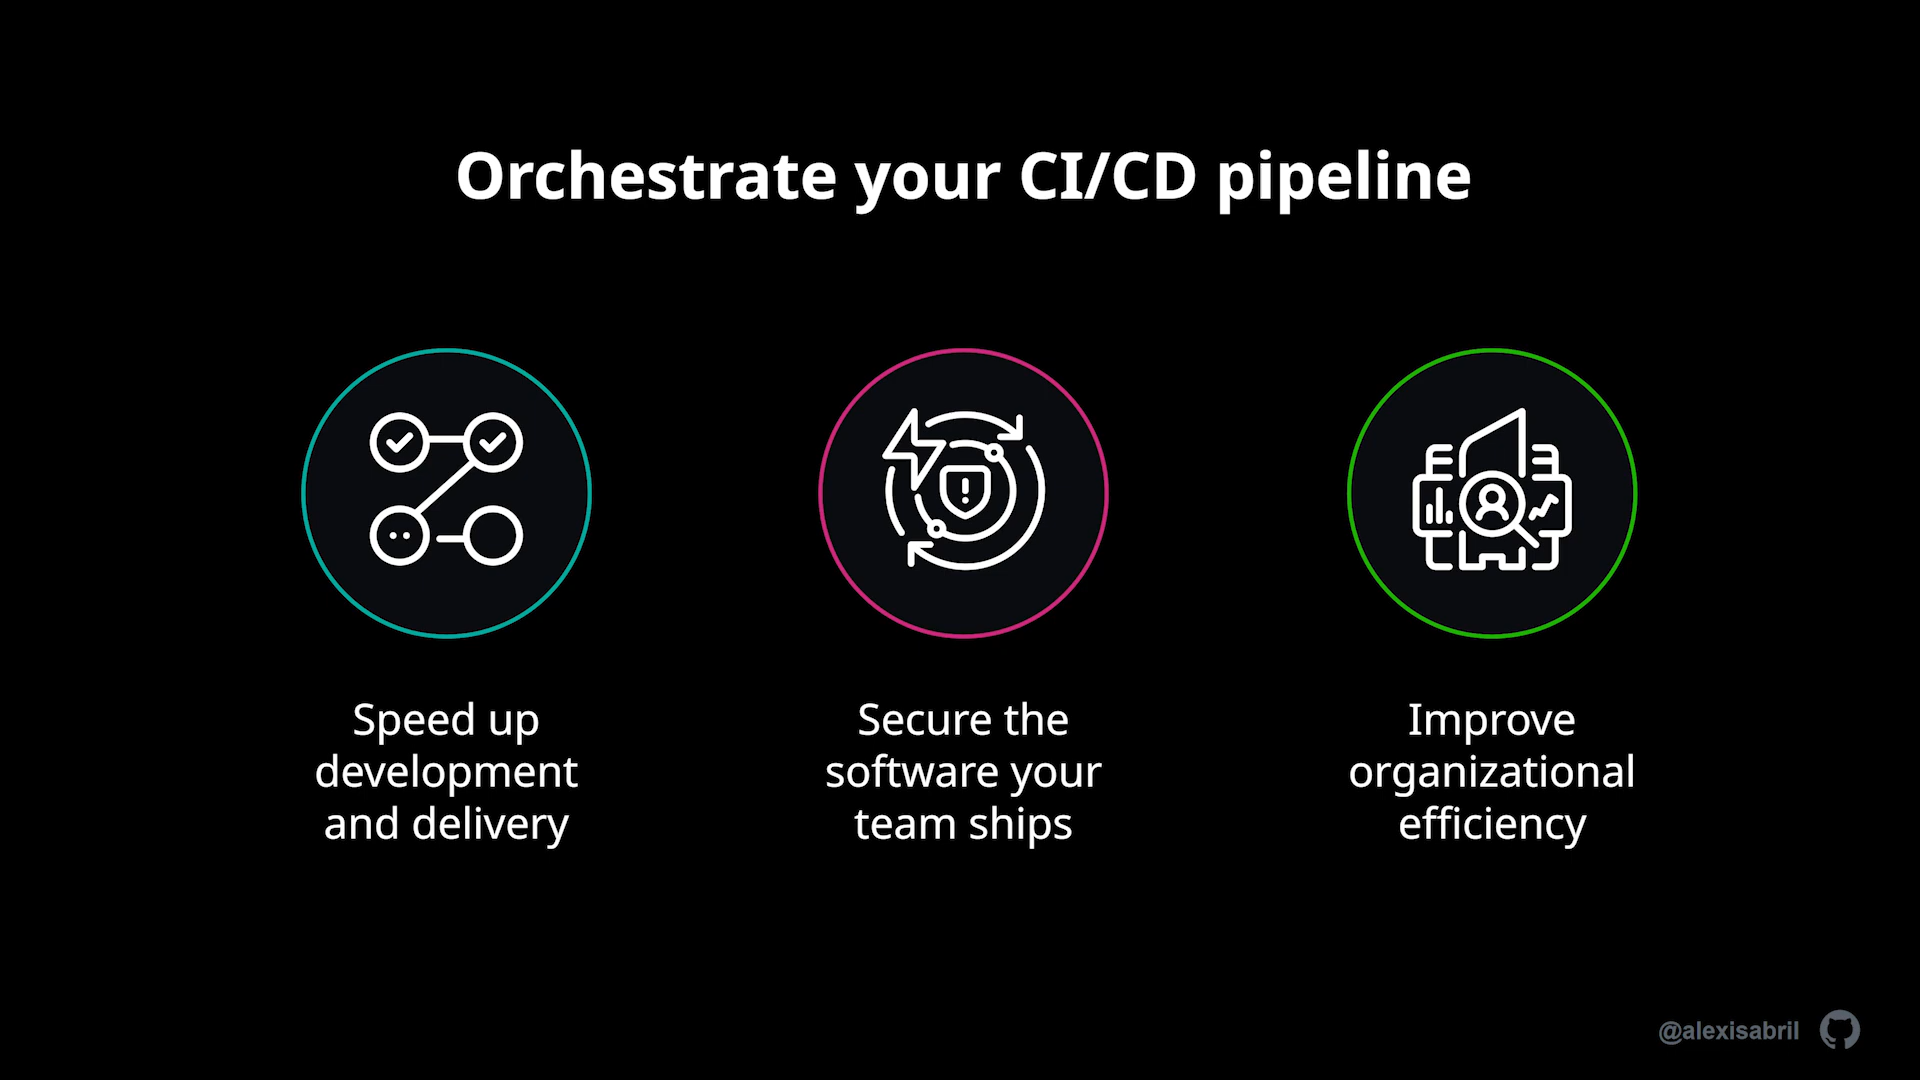 Orchestrate your CI/CD pipeline
Speed up
development
and delivery
Secure the
software your
team ships
Improve
organizational
efficiency
@alexisabril